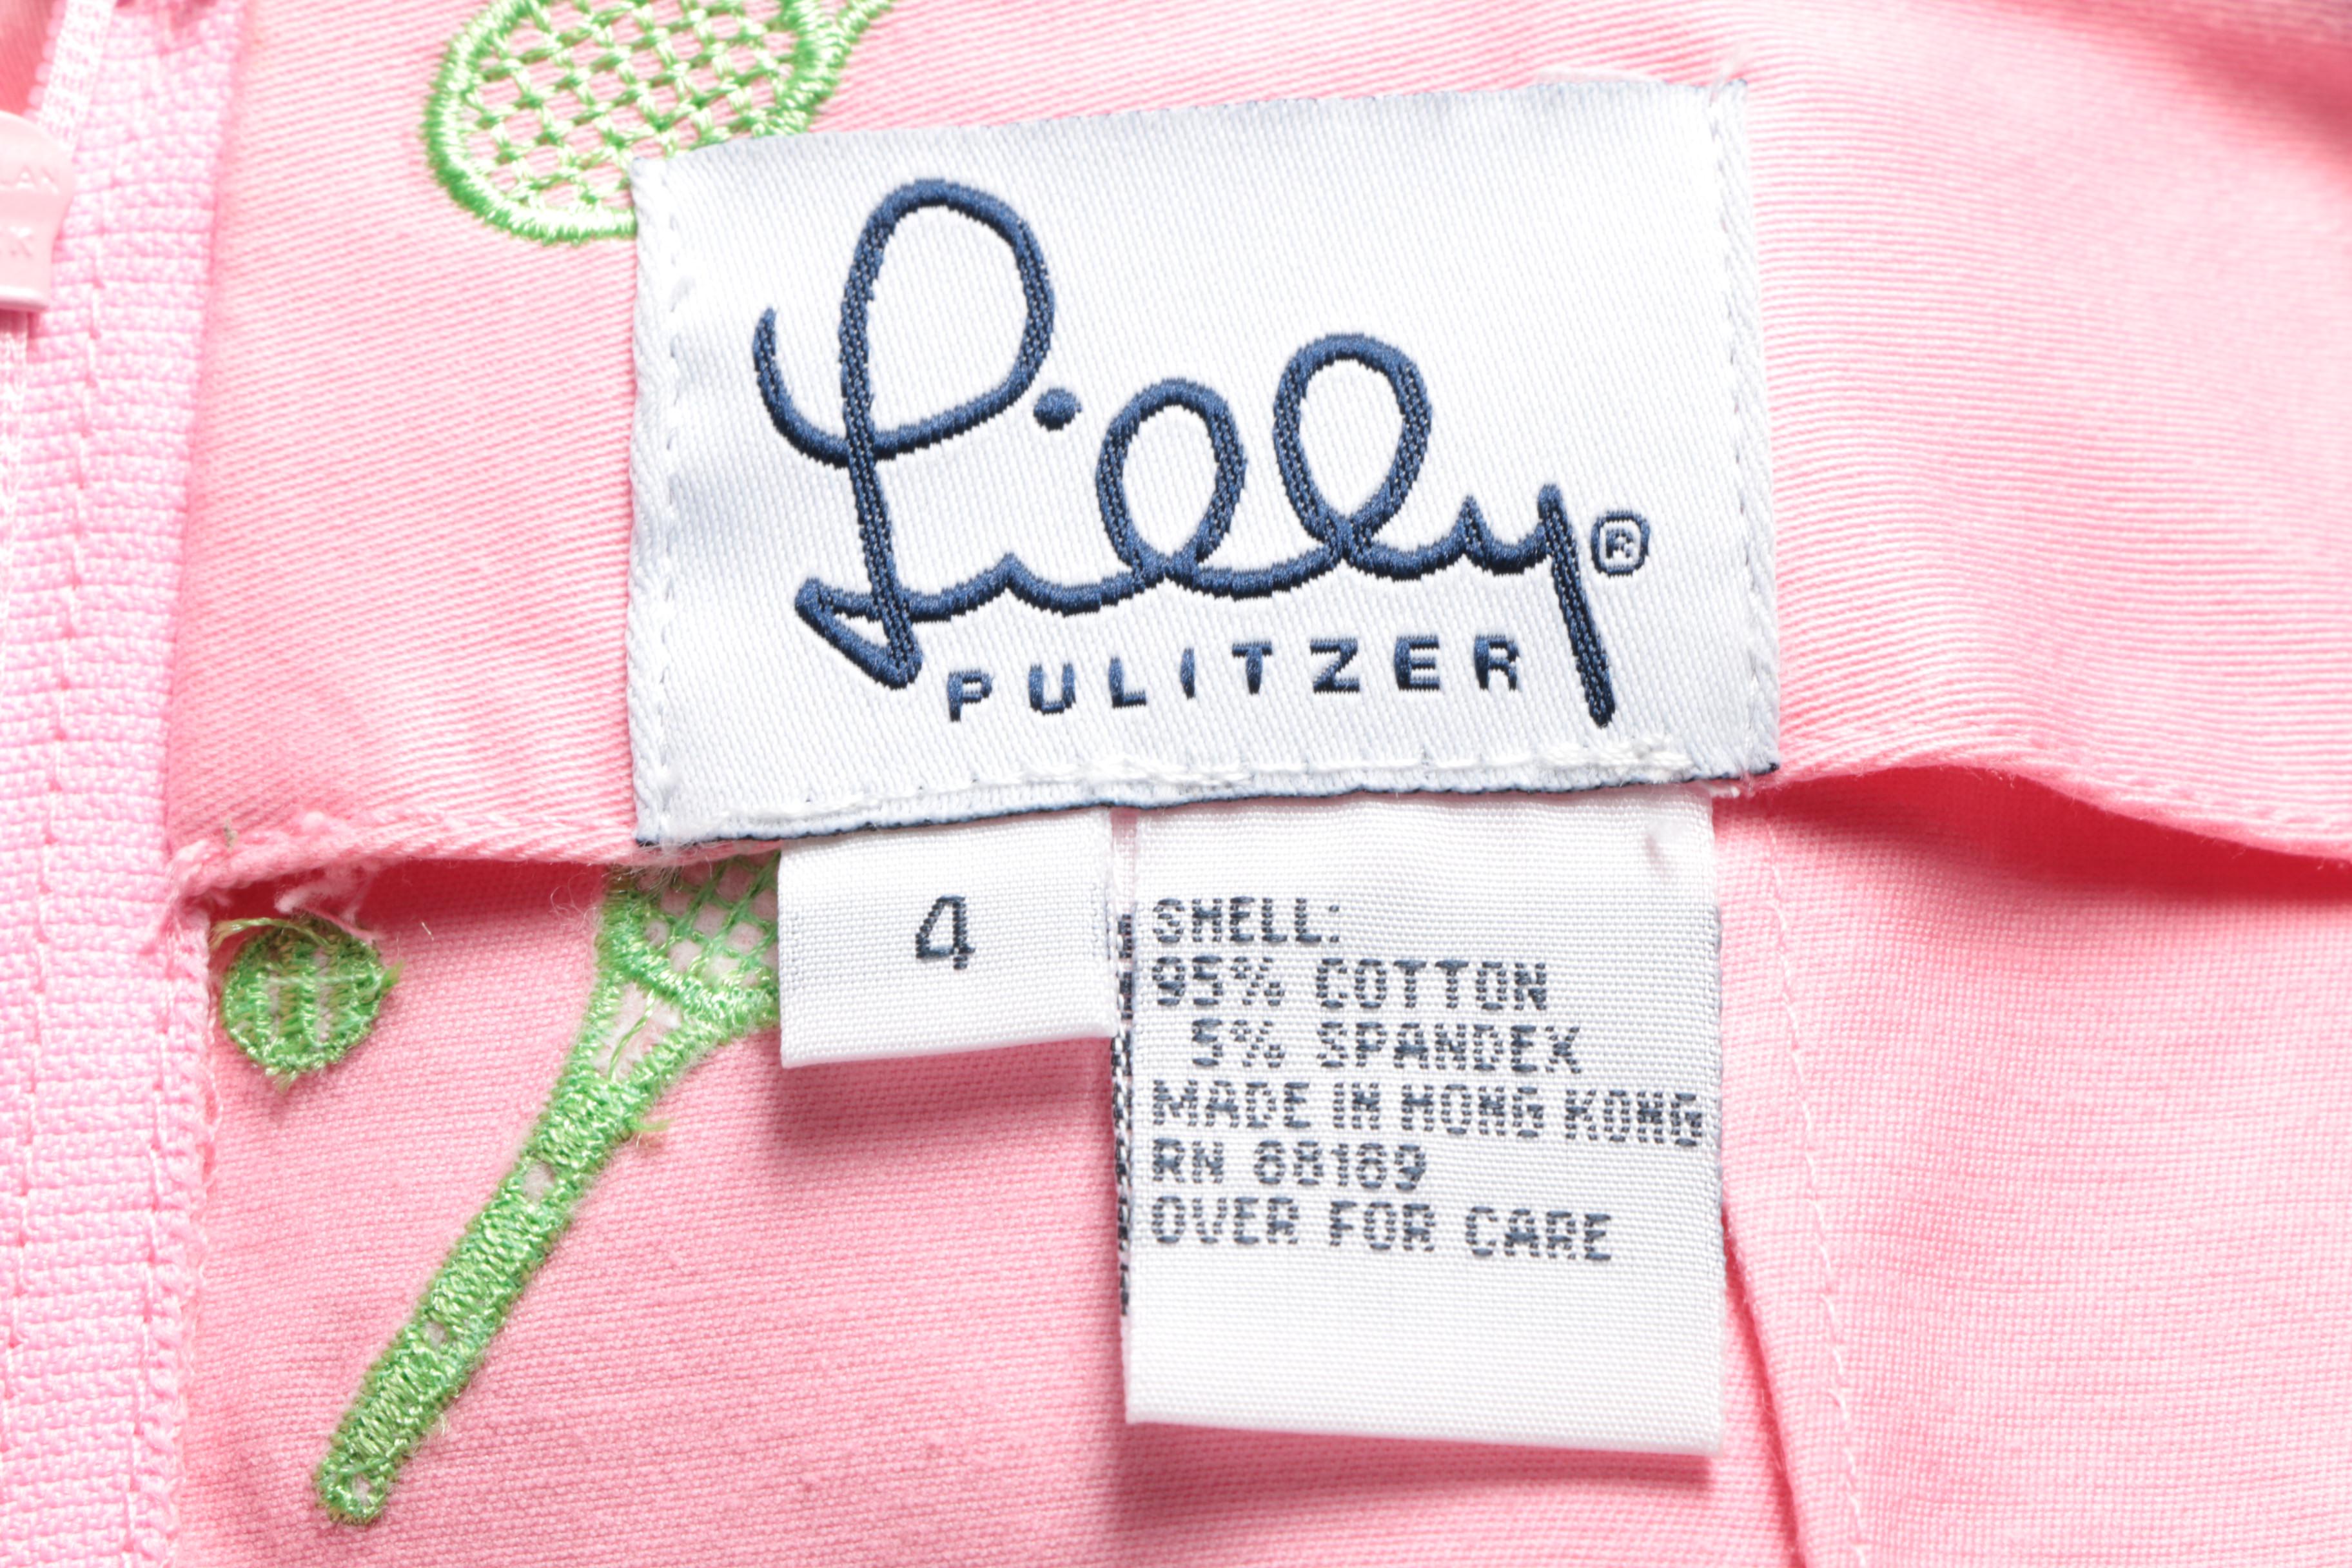 Lilly®
PULITZER
4
SHELL:
95% COTTON
5% SPANDEX
MADE IN HONG KONG
RN 88189
OVER FOR CARE